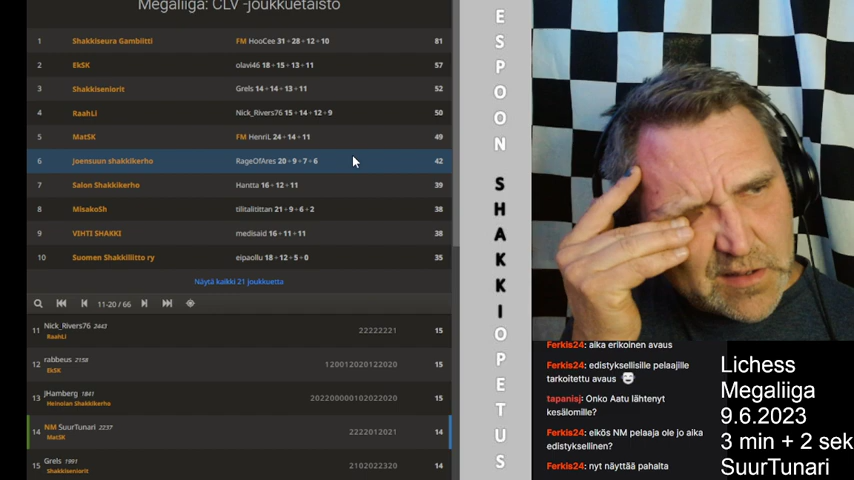 Megaliiga: CLV -joukkuetaisto
1 Shakkiseura Gambiitti FM HooCee 31+28+12+10 81
2 EkSK olavi46 18+15+13+11 57
3 Shakkiseniorit Grels 14+14+13+11 52
4 RaahLi Nick_Rivers76 15+14+12+9 50
5 MatSK FM HenriL 24+14+11 49
6 Joensuun shakkikerho RageOfAres 20+9+7+6 42
7 Salon Shakkikerho Hantta 16+12+11 39
8 MisakoSh tilitalitittan 21+9+6+2 38
9 VIHTI SHAKKI medisaid 16+11+11 38
10 Suomen Shakkiliitto ry eipaollu 18+12+5+0 35
Näytä kaikki 21 joukkuetta
11-20 / 66
11 Nick_Rivers76 2443 22222221 15
RaahLi
12 rabbeus 2158 120012020122020 15
EkSK
13 JHamberg 1841 202200000102022020 15
Heinolan Shakkikerho
14 NM SuurTunari 2237 2222012021 14
MatSK
15 Grels 1991 2102022320 14
Shakkiseniorit
ESPOON
SHAKKI
OPETUS
Ferkis24: aika erikoinen avaus
Ferkis24: edistyksellisille pelaajille
tarkoitettu avaus
tapanisj: Onko Aatu lähtenyt
kesälomille?
Ferkis24: eikös NM pelaaja ole jo aika
edistyksellinen?
Ferkis24: nyt näyttää pahalta
Lichess
Megaliiga
9.6.2023
3 min + 2 sek
SuurTunari